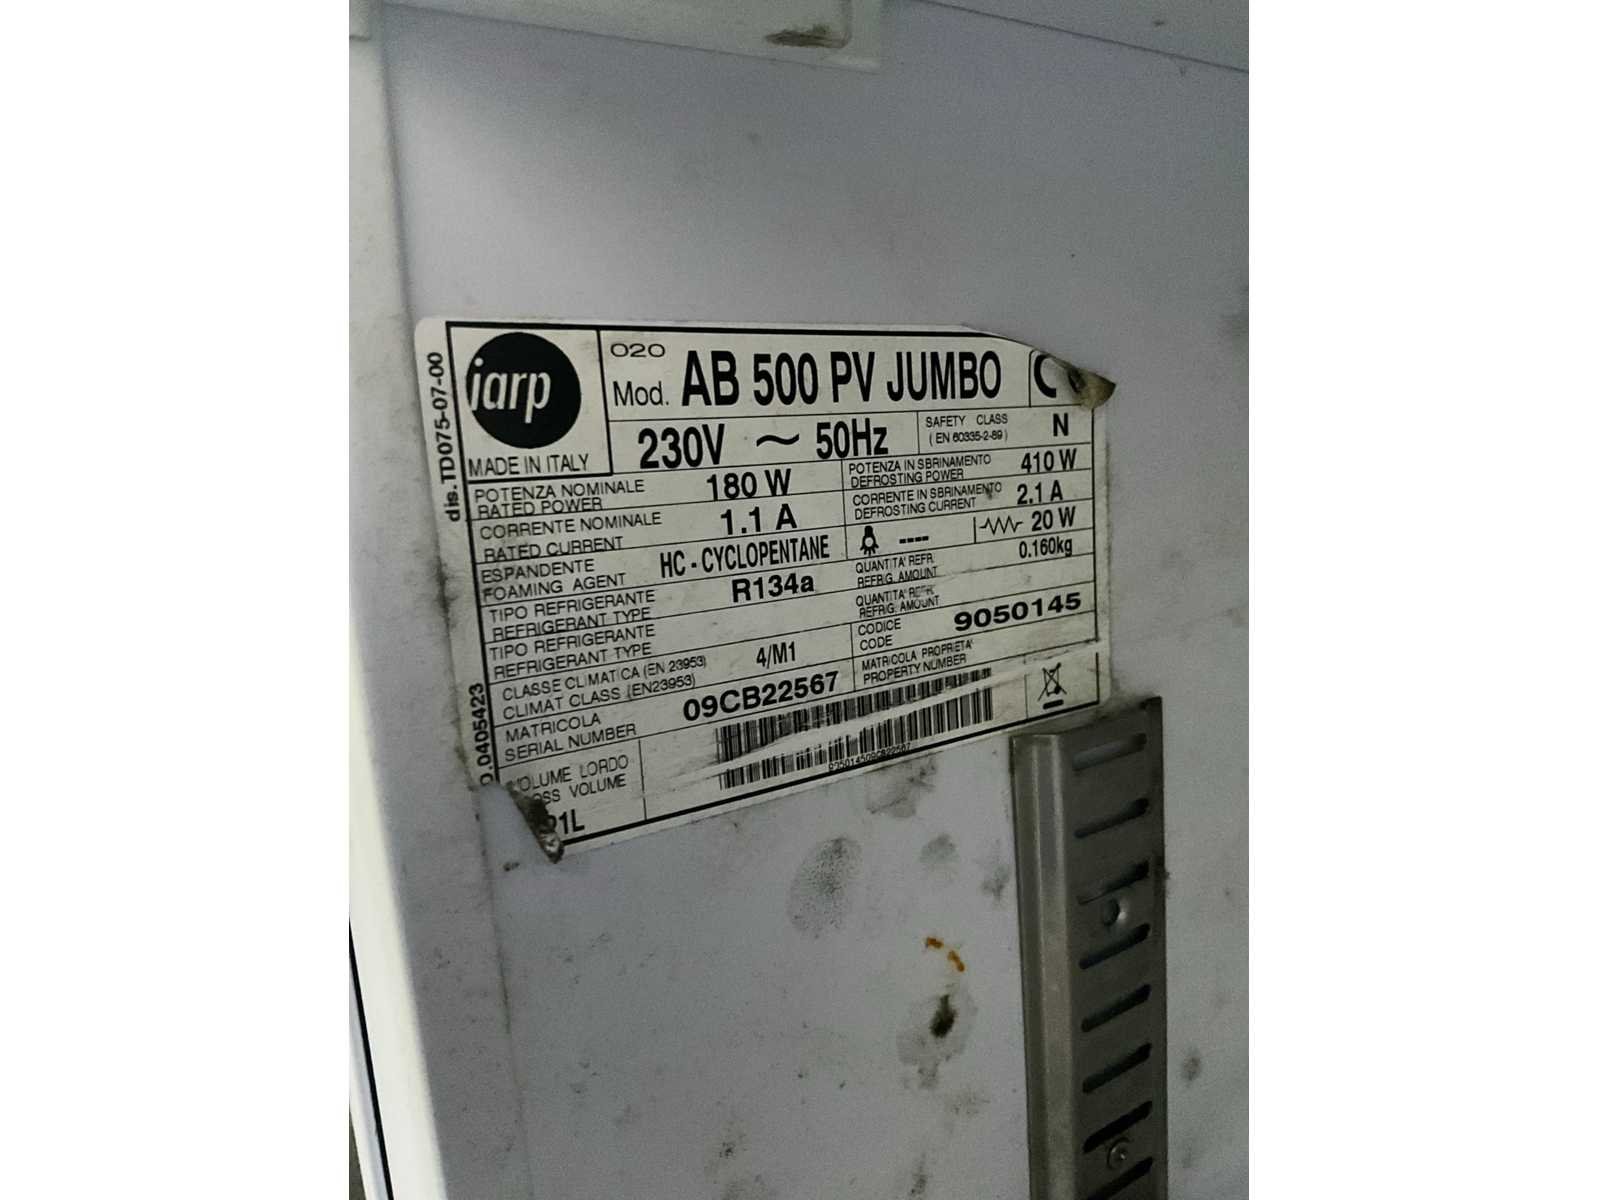 dis.TD075-07-00
iarp
MADE IN ITALY
020
Mod. AB 500 PV JUMBO
230V ~ 50Hz
SAFETY CLASS
(EN 60335-2-89)
N
POTENZA NOMINALE
RATED POWER
180 W
POTENZA IN SBRINAMENTO
DEFROSTING POWER
410 W
CORRENTE NOMINALE
RATED CURRENT
1.1 A
CORRENTE IN SBRINAMENTO
DEFROSTING CURRENT
2.1 A
ESPANDENTE
FOAMING AGENT
HC - CYCLOPENTANE
----
20 W
TIPO REFRIGERANTE
REFRIGERANT TYPE
R134a
QUANTITA' REFR.
REFRIG. AMOUNT
0.160kg
TIPO REFRIGERANTE
REFRIGERANT TYPE
QUANTITA' REFR.
REFRIG. AMOUNT
CLASSE CLIMATICA (EN 23953)
CLIMAT CLASS (EN23953)
4/M1
CODICE
CODE
9050145
MATRICOLA
SERIAL NUMBER
09CB22567
MATRICOLA PROPRIETA'
PROPERTY NUMBER
VOLUME LORDO
VOLUME
0405423